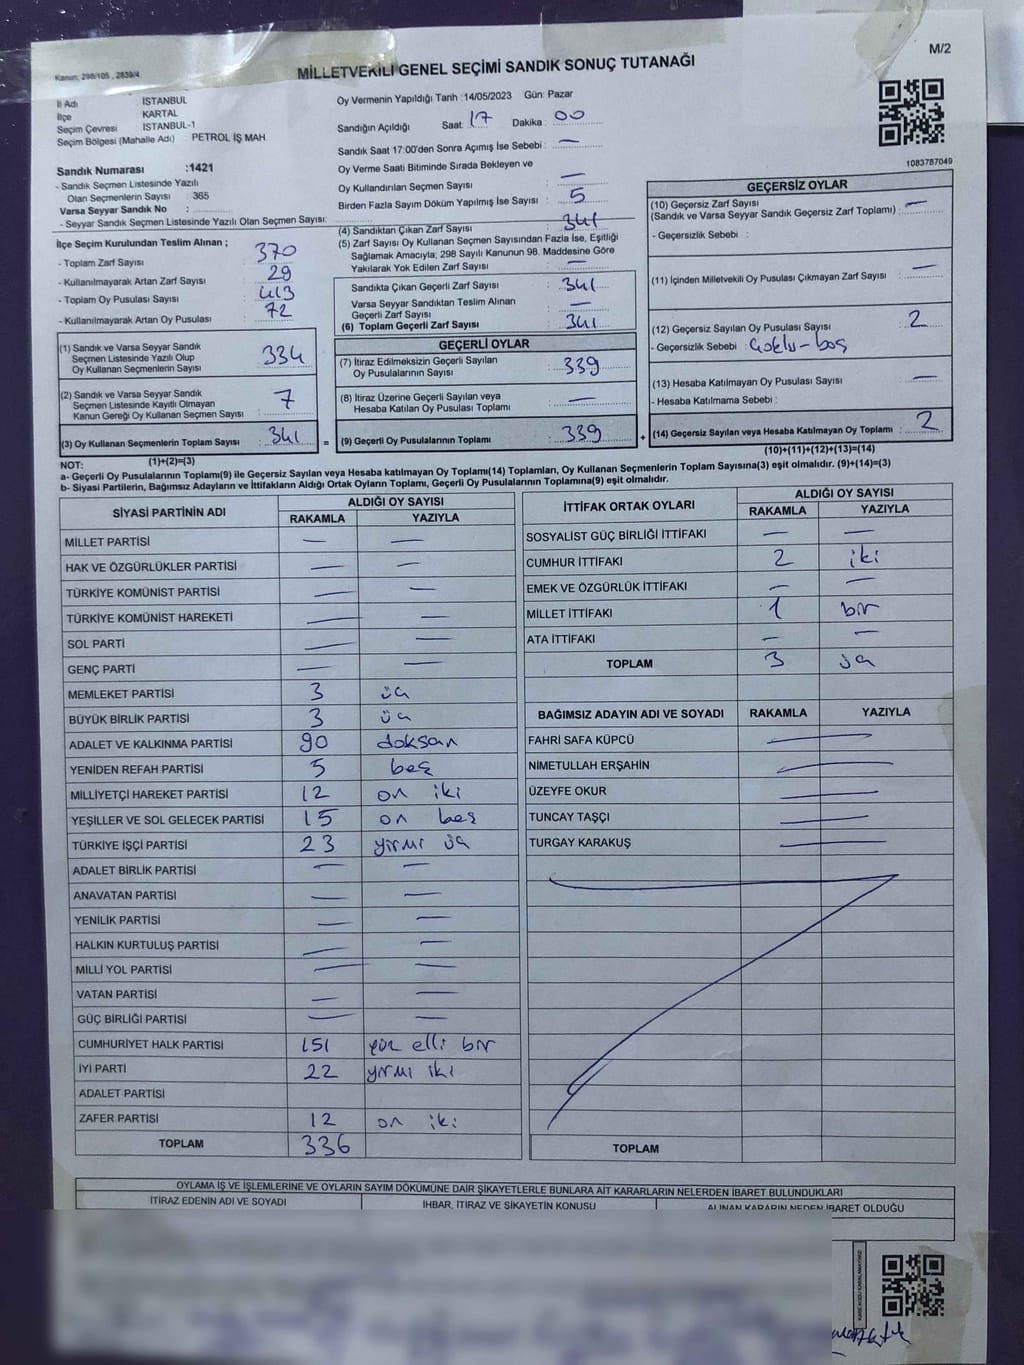 M/2
Kanun; 298/105 , 2839/4
MİLLETVEKİLİ GENEL SEÇİMİ SANDIK SONUÇ TUTANAĞI
İl Adı İSTANBUL
İlçe KARTAL
Seçim Çevresi İSTANBUL-1
Seçim Bölgesi (Mahalle Adı) PETROL İŞ MAH.
Sandık Numarası :1421
- Sandık Seçmen Listesinde Yazılı
Olan Seçmenlerin Sayısı : 365
Varsa Seyyar Sandık No :
- Seyyar Sandık Seçmen Listesinde Yazılı Olan Seçmen Sayısı:
İlçe Seçim Kurulundan Teslim Alınan ;
- Toplam Zarf Sayısı : 370
- Kullanılmayarak Artan Zarf Sayısı : 29
- Toplam Oy Pusulası Sayısı : 413
- Kullanılmayarak Artan Oy Pusulası : 72
(1) Sandık ve Varsa Seyyar Sandık
Seçmen Listesinde Yazılı Olup
Oy Kullanan Seçmenlerin Sayısı : 334
(2) Sandık ve Varsa Seyyar Sandık
Seçmen Listesinde Kayıtlı Olmayan
Kanun Gereği Oy Kullanan Seçmen Sayısı : 7
(3) Oy Kullanan Seçmenlerin Toplam Sayısı : 341 =
(1)+(2)=(3)
Oy Vermenin Yapıldığı Tarih :14/05/2023 Gün: Pazar
Sandığın Açıldığı Saat: 17 Dakika : 00
Sandık Saat 17:00'den Sonra Açımış İse Sebebi : —
Oy Verme Saati Bitiminde Sırada Bekleyen ve
Oy Kullandırılan Seçmen Sayısı : —
Birden Fazla Sayım Döküm Yapılmış İse Sayısı : 5
(4) Sandıktan Çıkan Zarf Sayısı : 341
(5) Zarf Sayısı Oy Kullanan Seçmen Sayısından Fazla İse, Eşitliği
Sağlamak Amacıyla; 298 Sayılı Kanunun 98. Maddesine Göre
Yakılarak Yok Edilen Zarf Sayısı : —
Sandıkta Çıkan Geçerli Zarf Sayısı : 341
Varsa Seyyar Sandıktan Teslim Alınan
Geçerli Zarf Sayısı : —
(6) Toplam Geçerli Zarf Sayısı : 341
GEÇERLİ OYLAR
(7) İtiraz Edilmeksizin Geçerli Sayılan
Oy Pusulalarının Sayısı : 339
(8) İtiraz Üzerine Geçerli Sayılan veya
Hesaba Katılan Oy Pusulası Toplamı : —
(9) Geçerli Oy Pusulalarının Toplamı : 339 +
1083787049
GEÇERSİZ OYLAR
(10) Geçersiz Zarf Sayısı
(Sandık ve Varsa Seyyar Sandık Geçersiz Zarf Toplamı) : —
- Geçersizlik Sebebi :
(11) İçinden Milletvekili Oy Pusulası Çıkmayan Zarf Sayısı : —
(12) Geçersiz Sayılan Oy Pusulası Sayısı : 2
- Geçersizlik Sebebi : Çoklu-boş
(13) Hesaba Katılmayan Oy Pusulası Sayısı : —
- Hesaba Katılmama Sebebi :
(14) Geçersiz Sayılan veya Hesaba Katılmayan Oy Toplamı : 2
(10)+(11)+(12)+(13)=(14)
NOT:
a- Geçerli Oy Pusulalarının Toplamı(9) ile Geçersiz Sayılan veya Hesaba katılmayan Oy Toplamı(14) Toplamları, Oy Kullanan Seçmenlerin Toplam Sayısına(3) eşit olmalıdır. (9)+(14)=(3)
b- Siyasi Partilerin, Bağımsız Adayların ve İttifakların Aldığı Ortak Oyların Toplamı, Geçerli Oy Pusulalarının Toplamına(9) eşit olmalıdır.
SİYASİ PARTİNİN ADI ALDIĞI OY SAYISI
RAKAMLA YAZIYLA
MİLLET PARTİSİ — —
HAK VE ÖZGÜRLÜKLER PARTİSİ — —
TÜRKİYE KOMÜNİST PARTİSİ — —
TÜRKİYE KOMÜNİST HAREKETİ — —
SOL PARTİ — —
GENÇ PARTİ — —
MEMLEKET PARTİSİ 3 üç
BÜYÜK BİRLİK PARTİSİ 3 üç
ADALET VE KALKINMA PARTİSİ 90 doksan
YENİDEN REFAH PARTİSİ 5 beş
MİLLİYETÇİ HAREKET PARTİSİ 12 on iki
YEŞİLLER VE SOL GELECEK PARTİSİ 15 on beş
TÜRKİYE İŞÇİ PARTİSİ 23 yirmi üç
ADALET BİRLİK PARTİSİ — —
ANAVATAN PARTİSİ — —
YENİLİK PARTİSİ — —
HALKIN KURTULUŞ PARTİSİ — —
MİLLİ YOL PARTİSİ — —
VATAN PARTİSİ — —
GÜÇ BİRLİĞİ PARTİSİ — —
CUMHURİYET HALK PARTİSİ 151 yüz elli bir
İYİ PARTİ 22 yirmi iki
ADALET PARTİSİ
ZAFER PARTİSİ 12 on iki
TOPLAM 336
İTTİFAK ORTAK OYLARI ALDIĞI OY SAYISI
RAKAMLA YAZIYLA
SOSYALİST GÜÇ BİRLİĞİ İTTİFAKI — —
CUMHUR İTTİFAKI 2 iki
EMEK VE ÖZGÜRLÜK İTTİFAKI — —
MİLLET İTTİFAKI 1 bir
ATA İTTİFAKI — —
TOPLAM 3 üç
BAĞIMSIZ ADAYIN ADI VE SOYADI RAKAMLA YAZIYLA
FAHRİ SAFA KÜPCÜ —
NİMETULLAH ERŞAHİN —
ÜZEYFE OKUR —
TUNCAY TAŞÇI —
TURGAY KARAKUŞ —
TOPLAM
OYLAMA İŞ VE İŞLEMLERİNE VE OYLARIN SAYIM DÖKÜMÜNE DAİR ŞİKAYETLERLE BUNLARA AİT KARARLARIN NELERDEN İBARET BULUNDUKLARI
İTİRAZ EDENİN ADI VE SOYADI İHBAR, İTİRAZ VE ŞİKAYETİN KONUSU ALINAN KARARIN NEDEN İBARET OLDUĞU